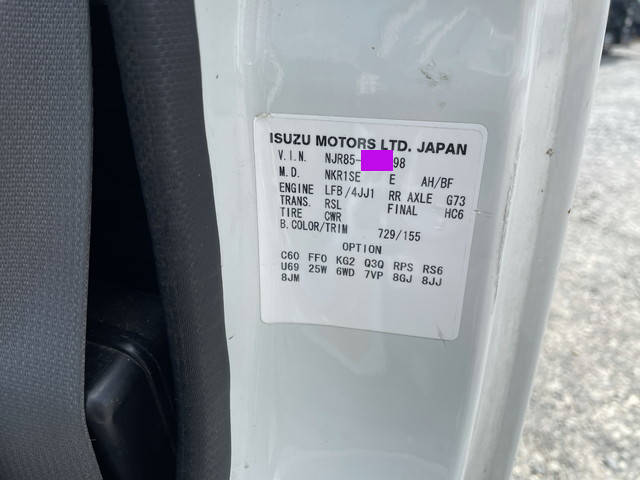 ISUZU MOTORS LTD. JAPAN
V.I.N. NJR85- 98
M.D. NKR1SE E AH/BF
ENGINE LFB/4JJ1 RR AXLE G73
TRANS. RSL FINAL HC6
TIRE CWR
B.COLOR/TRIM 729/155
OPTION
C60 FF0 KG2 Q3Q RPS RS6
U69 25W 6WD 7VP 8GJ 8JJ
8JM